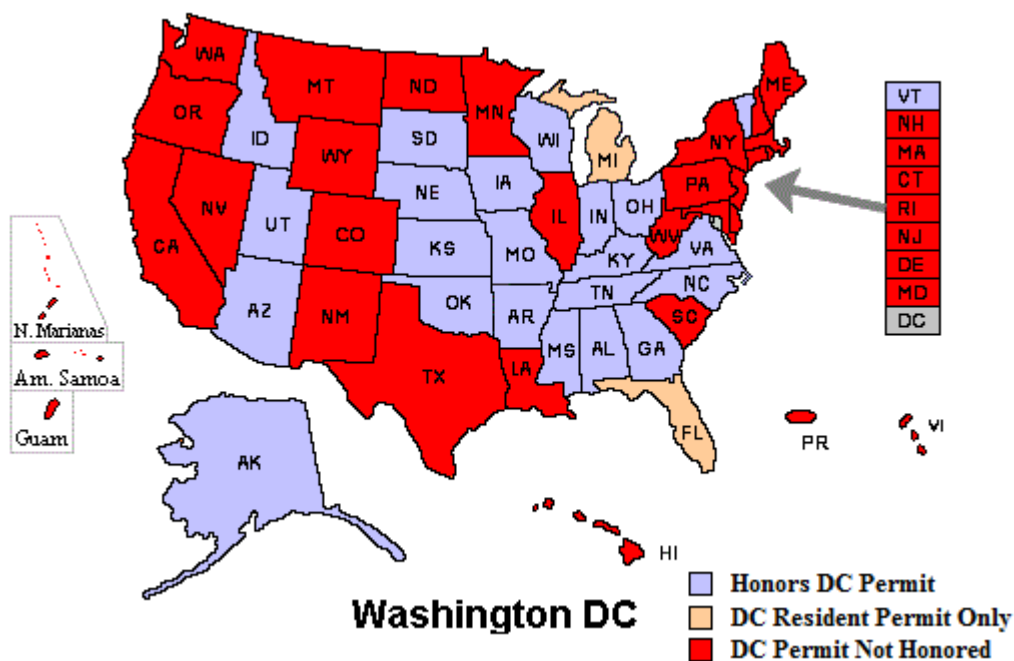 WA
MT
ND
MN
ME
OR
ID
SD
WI
NY
WY
MI
VT
NH
MA
CT
RI
NJ
DE
MD
DC
NE
IA
PA
NV
UT
CO
IL
IN
OH
CA
KS
MO
WV
VA
KY
NC
TN
AZ
NM
OK
AR
SC
MS
AL
GA
TX
LA
FL
N. Marianas
Am. Samoa
Guam
AK
PR
VI
HI
Washington DC
Honors DC Permit
DC Resident Permit Only
DC Permit Not Honored